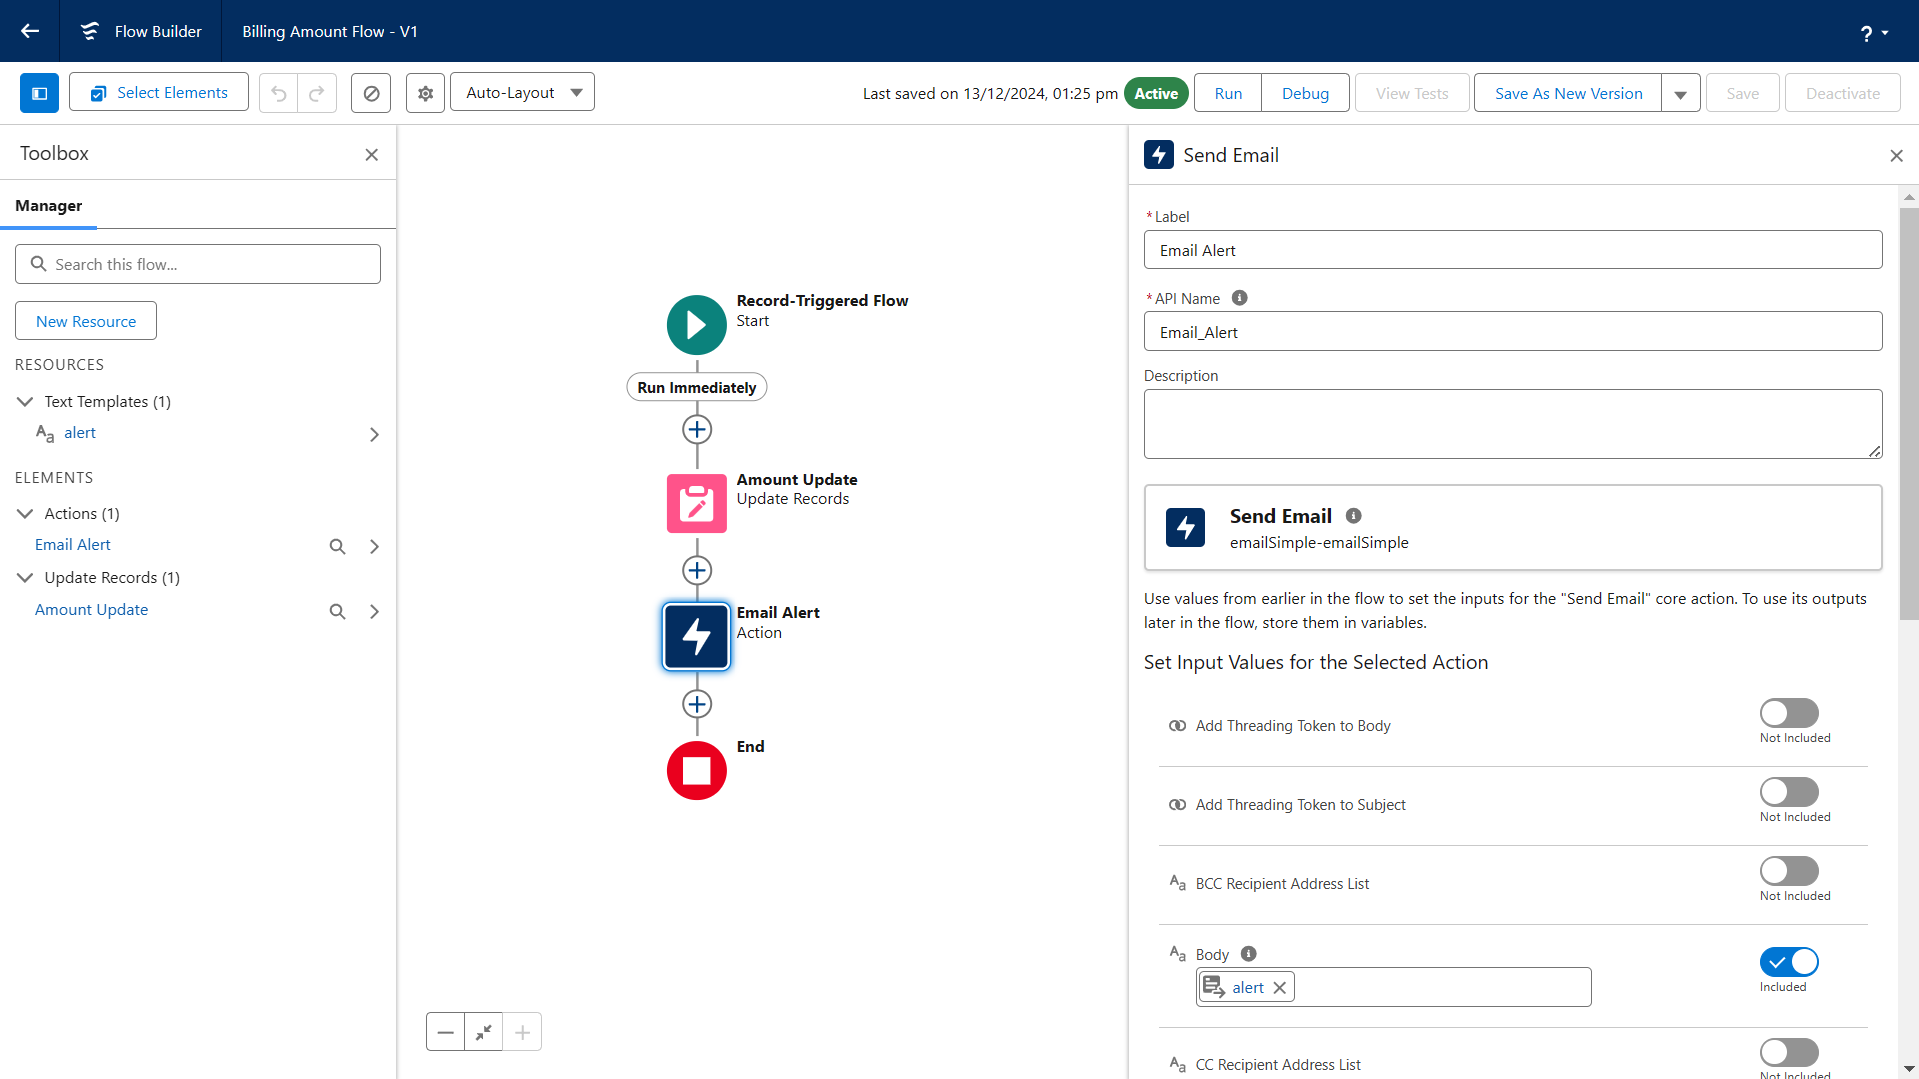 Flow Builder
Billing Amount Flow - V1
?
Select Elements
Auto-Layout
Last saved on 13/12/2024, 01:25 pm
Active
Run
Debug
View Tests
Save As New Version
Save
Deactivate
Toolbox
Manager
Search this flow...
New Resource
RESOURCES
Text Templates (1)
Aa alert
ELEMENTS
Actions (1)
Email Alert
Update Records (1)
Amount Update
Record-Triggered Flow
Start
Run Immediately
Amount Update
Update Records
Email Alert
Action
End
Send Email
* Label
Email Alert
* API Name
Email_Alert
Description
Send Email
emailSimple-emailSimple
Use values from earlier in the flow to set the inputs for the "Send Email" core action. To use its outputs
later in the flow, store them in variables.
Set Input Values for the Selected Action
Add Threading Token to Body
Not Included
Add Threading Token to Subject
Not Included
Aa BCC Recipient Address List
Not Included
Aa Body
alert
Included
Aa CC Recipient Address List
Not Included